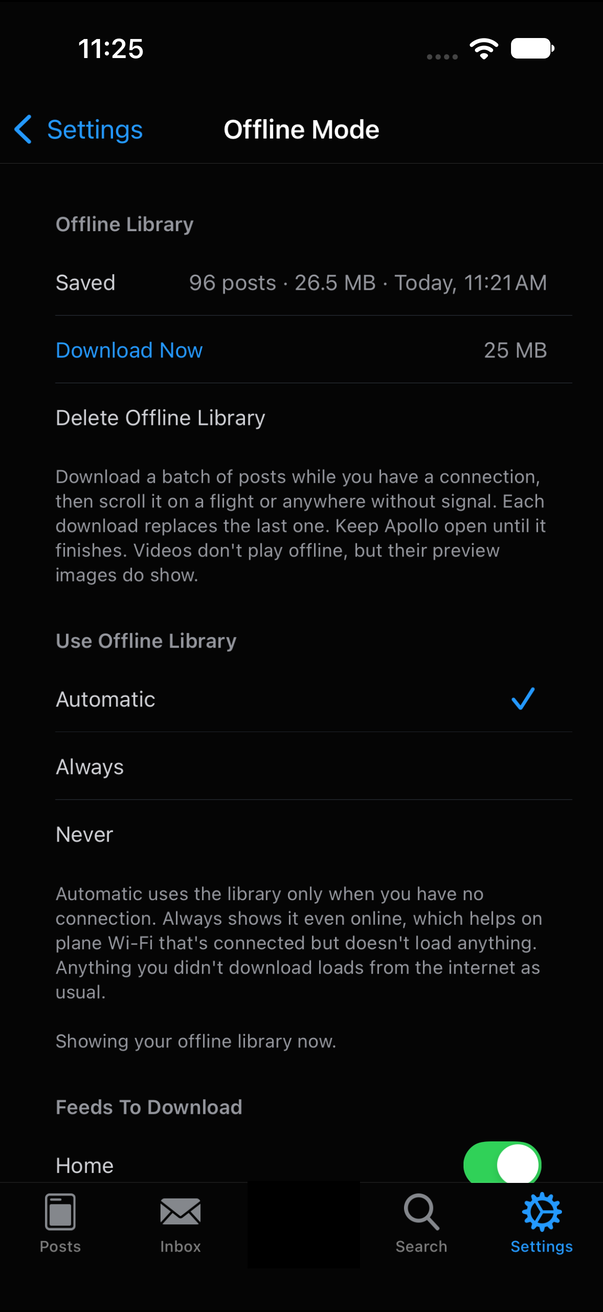 11:25
Settings
Offline Mode
Offline Library
Saved
96 posts · 26.5 MB · Today, 11:21 AM
Download Now
25 MB
Delete Offline Library
Download a batch of posts while you have a connection,
then scroll it on a flight or anywhere without signal. Each
download replaces the last one. Keep Apollo open until it
finishes. Videos don't play offline, but their preview
images do show.
Use Offline Library
Automatic
Always
Never
Automatic uses the library only when you have no
connection. Always shows it even online, which helps on
plane Wi-Fi that's connected but doesn't load anything.
Anything you didn't download loads from the internet as
usual.
Showing your offline library now.
Feeds To Download
Home
Posts
Inbox
Search
Settings